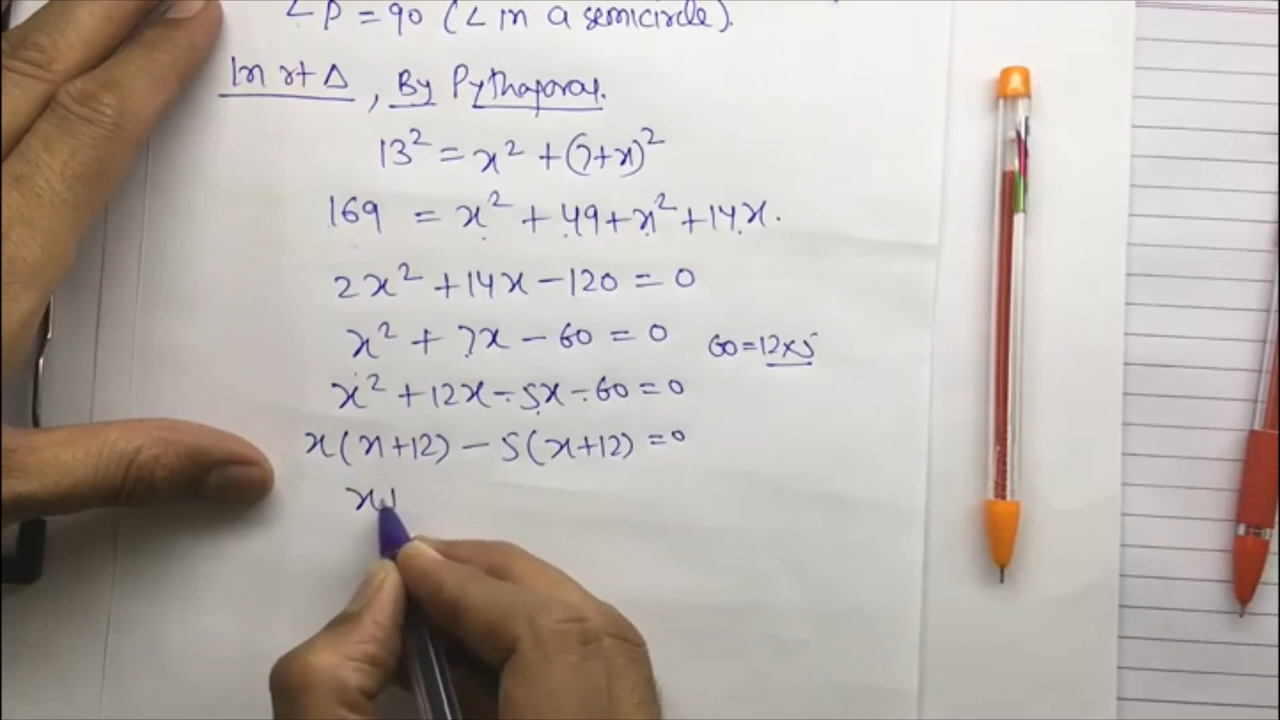 ∠P = 90 (∠ in a semicircle).
In rt Δ, By Pythagoras.
13² = x² + (7+x)²
169 = x² + 49 + x² + 14x.
2x² + 14x - 120 = 0
x² + 7x - 60 = 0 60 = 12×5
x² + 12x - 5x - 60 = 0
x(x+12) - 5(x+12) = 0
x